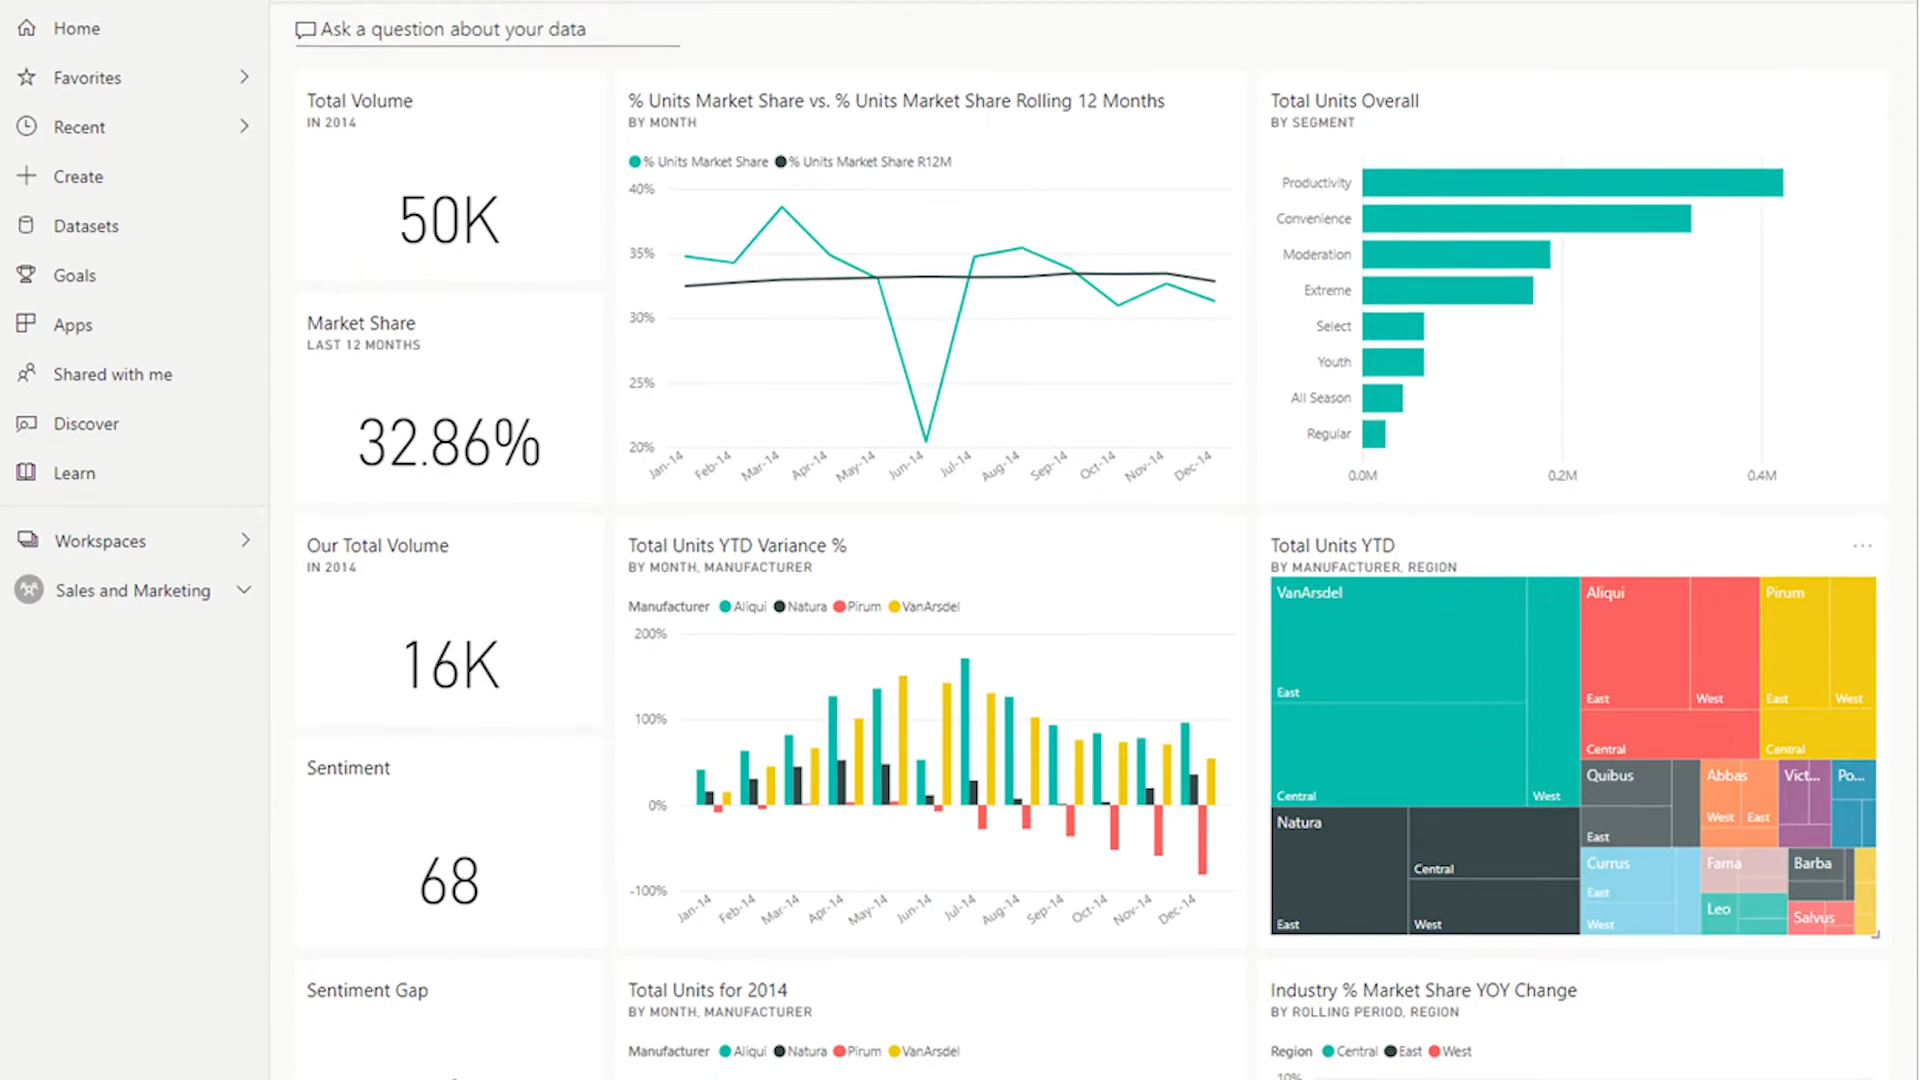 Home
Favorites
Recent
Create
Datasets
Goals
Apps
Shared with me
Discover
Learn
Workspaces
Sales and Marketing
Ask a question about your data
Total Volume
IN 2014
50K
Market Share
LAST 12 MONTHS
32.86%
Our Total Volume
IN 2014
16K
Sentiment
68
Sentiment Gap
% Units Market Share vs. % Units Market Share Rolling 12 Months
BY MONTH
% Units Market Share % Units Market Share R12M
40%
35%
30%
25%
20%
Jan-14 Feb-14 Mar-14 Apr-14 May-14 Jun-14 Jul-14 Aug-14 Sep-14 Oct-14 Nov-14 Dec-14
Total Units YTD Variance %
BY MONTH, MANUFACTURER
Manufacturer Aliqui Natura Pirum VanArsdel
200%
100%
0%
-100%
Jan-14 Feb-14 Mar-14 Apr-14 May-14 Jun-14 Jul-14 Aug-14 Sep-14 Oct-14 Nov-14 Dec-14
Total Units for 2014
BY MONTH, MANUFACTURER
Manufacturer Aliqui Natura Pirum VanArsdel
Total Units Overall
BY SEGMENT
Productivity
Convenience
Moderation
Extreme
Select
Youth
All Season
Regular
0.0M 0.2M 0.4M
Total Units YTD
...
BY MANUFACTURER, REGION
VanArsdel
East
Central
West
Natura
East
Central
West
Aliqui
East
West
Central
Pirum
East
West
Central
Quibus
East
Abbas
West
East
Vict...
Po...
Currus
East
West
Fama
Leo
Barba
Salvus
Industry % Market Share YOY Change
BY ROLLING PERIOD, REGION
Region Central East West
10%